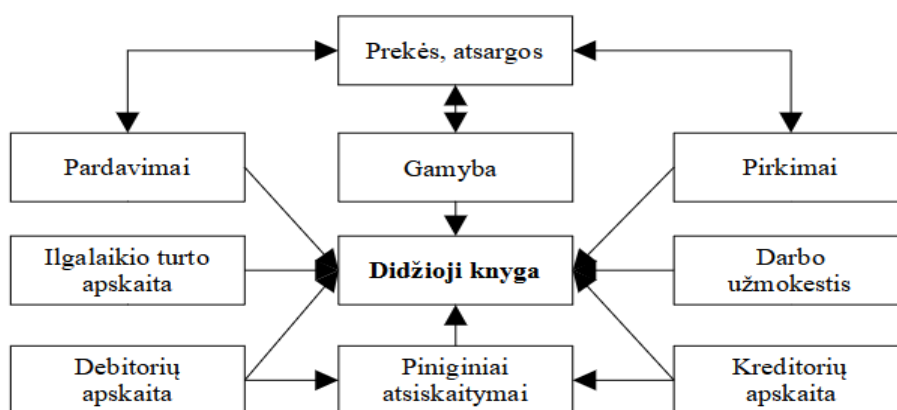 Prekės, atsargos
Pardavimai
Gamyba
Pirkimai
Ilgalaikio turto
apskaita
Didžioji knyga
Darbo
užmokestis
Debitorių
apskaita
Piniginiai
atsiskaitymai
Kreditorių
apskaita